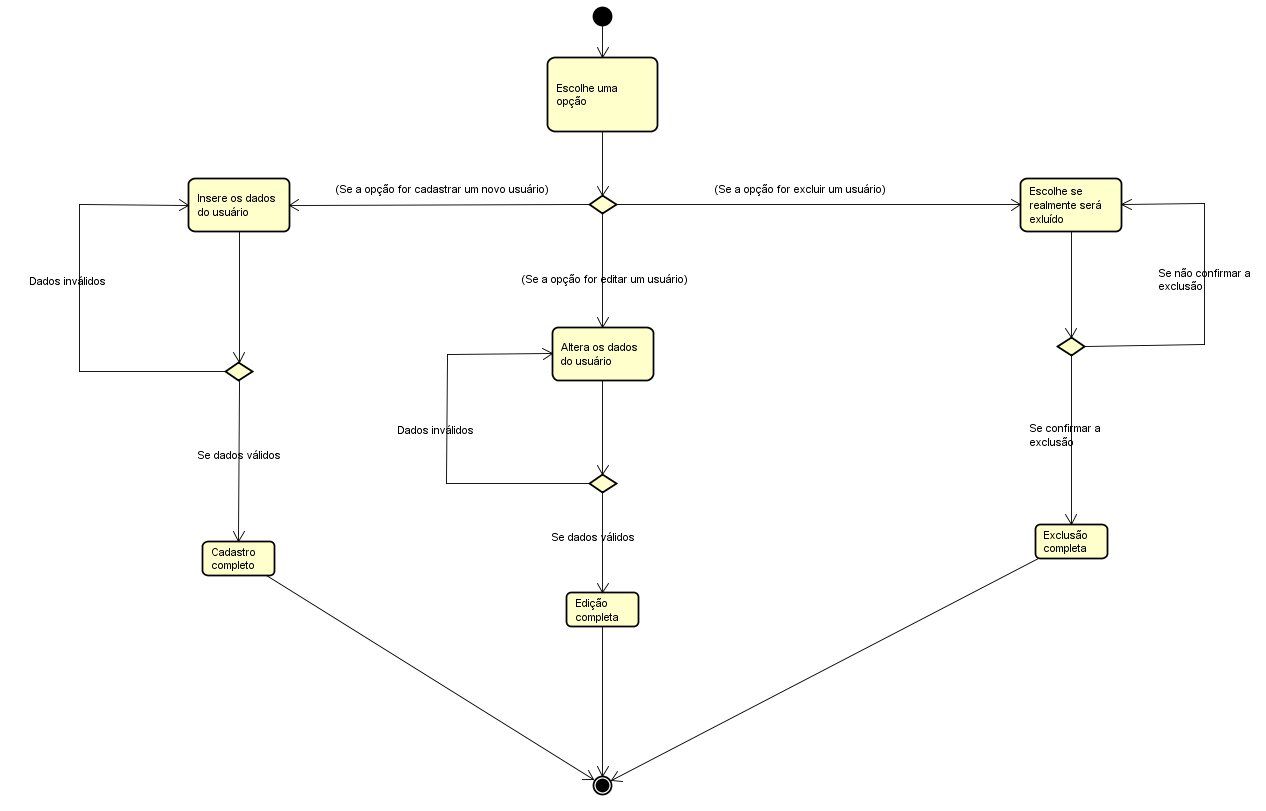 Escolhe uma
opção
(Se a opção for cadastrar um novo usuário)
(Se a opção for excluir um usuário)
Insere os dados
do usuário
Escolhe se
realmente será
exluído
Dados inválidos
(Se a opção for editar um usuário)
Se não confirmar a
exclusão
Altera os dados
do usuário
Dados inválidos
Se confirmar a
exclusão
Se dados válidos
Se dados válidos
Cadastro
completo
Exclusão
completa
Edição
completa